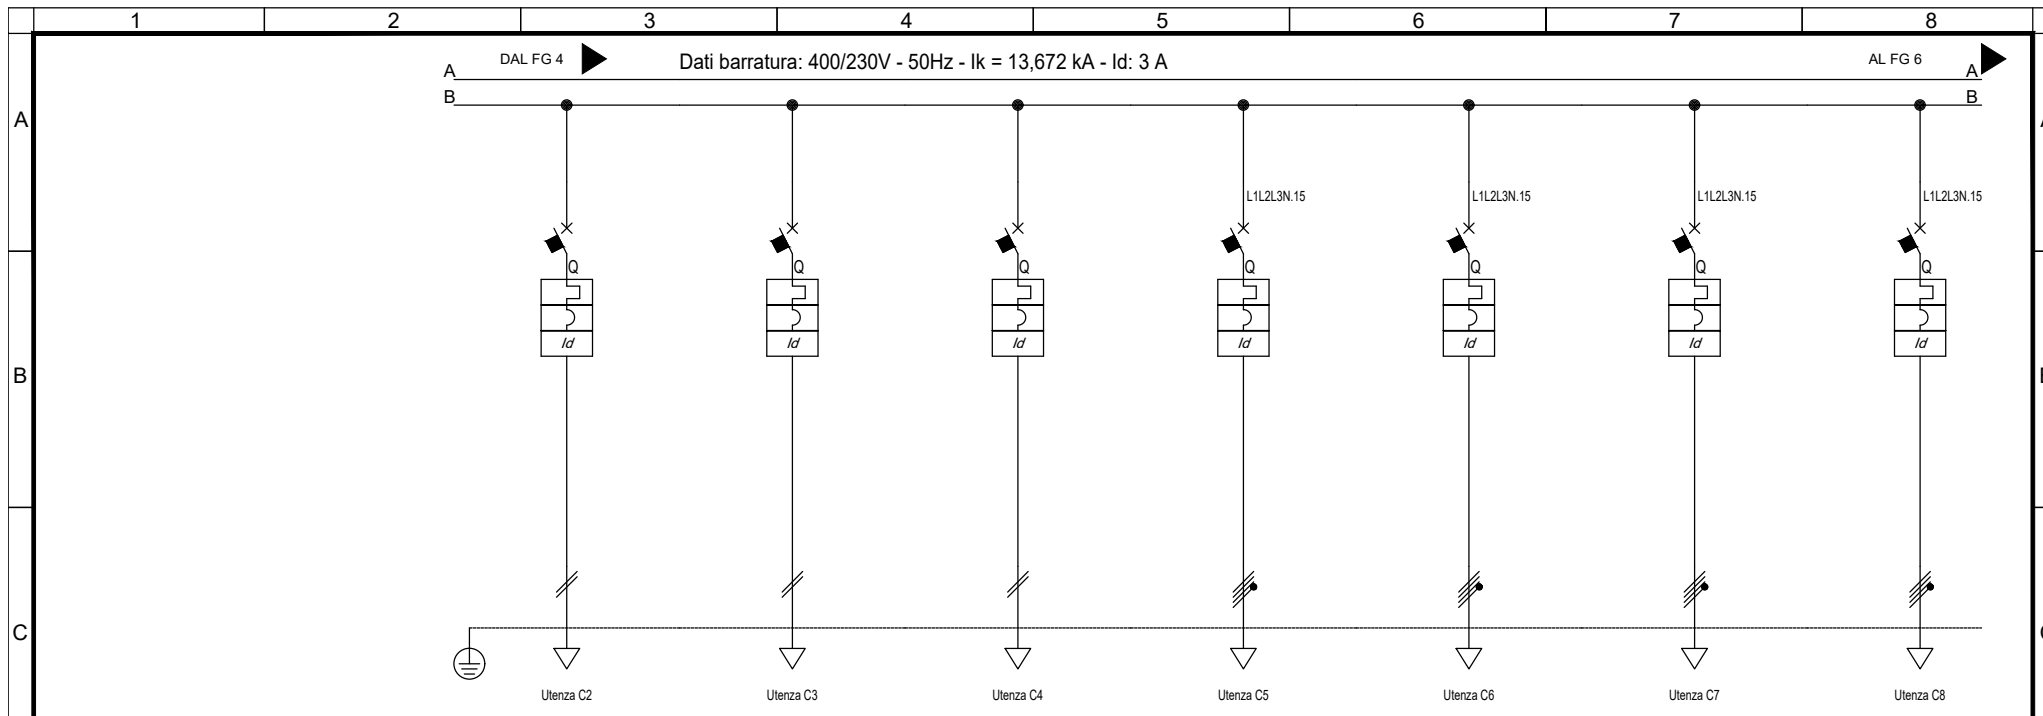 1 2 3 4 5 6 7 8
DAL FG 4 Dati barratura: 400/230V - 50Hz - Ik = 13,672 kA - Id: 3 A AL FG 6
A A
B B
A
L1L2L3N.15 L1L2L3N.15 L1L2L3N.15 L1L2L3N.15
Q Q Q Q Q Q Q
Id Id Id Id Id Id Id
B
C
Utenza C2 Utenza C3 Utenza C4 Utenza C5 Utenza C6 Utenza C7 Utenza C8